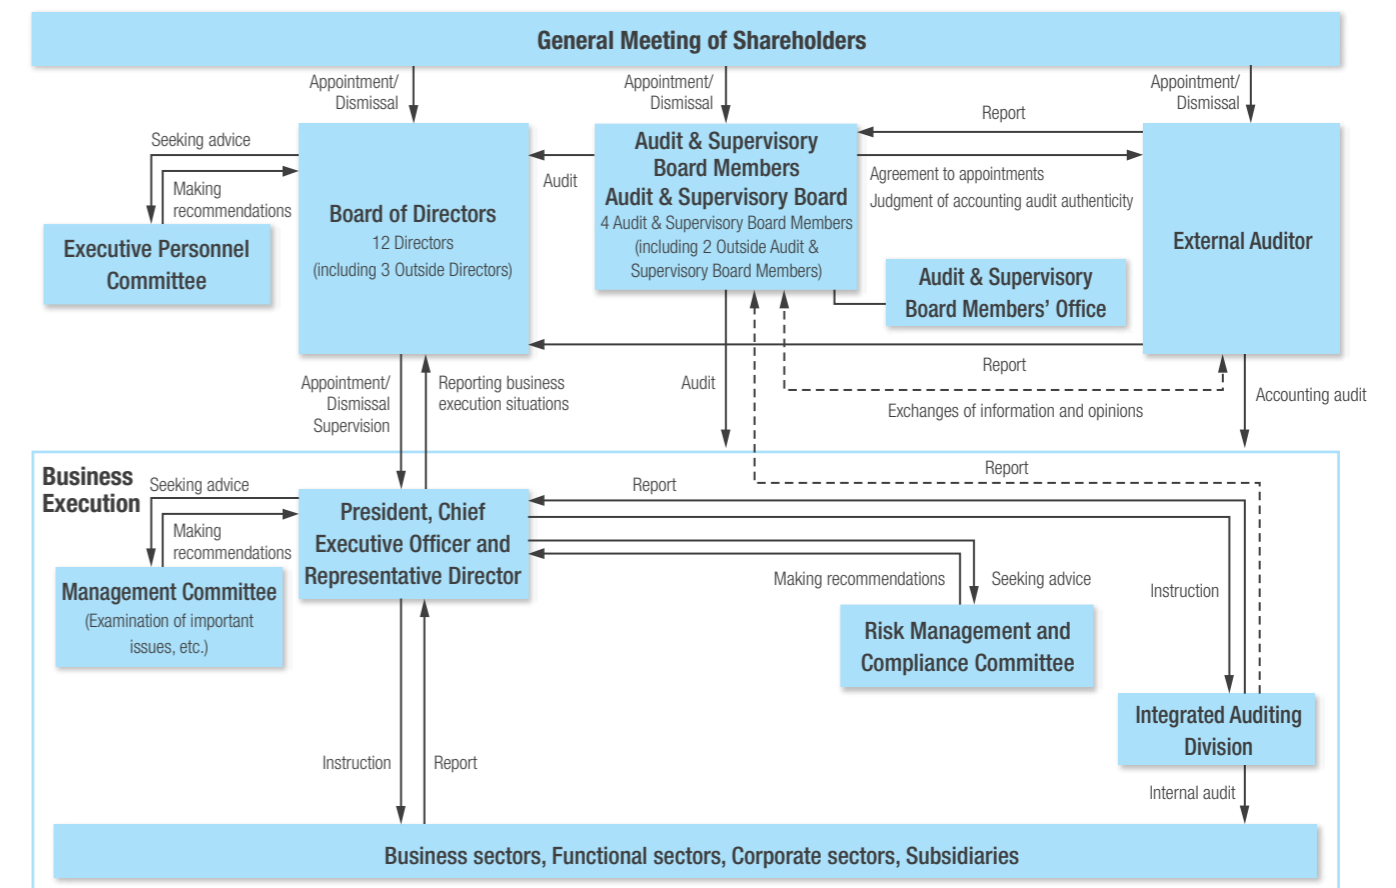 General Meeting of Shareholders
Appointment/
Dismissal
Appointment/
Dismissal
Appointment/
Dismissal
Seeking advice
Making
recommendations
Executive Personnel
Committee
Board of Directors
12 Directors
(including 3 Outside Directors)
Audit
Audit & Supervisory
Board Members
Audit & Supervisory Board
4 Audit & Supervisory Board Members
(including 2 Outside Audit &
Supervisory Board Members)
Report
Agreement to appointments
Judgment of accounting audit authenticity
External Auditor
Audit & Supervisory
Board Members’ Office
Report
Appointment/
Dismissal
Supervision
Reporting business
execution situations
Audit
Exchanges of information and opinions
Accounting audit
Business
Execution
Seeking advice
Making
recommendations
Management Committee
(Examination of important
issues, etc.)
President, Chief
Executive Officer and
Representative Director
Report
Report
Making recommendations
Seeking advice
Instruction
Risk Management and
Compliance Committee
Integrated Auditing
Division
Instruction
Report
Internal audit
Business sectors, Functional sectors, Corporate sectors, Subsidiaries